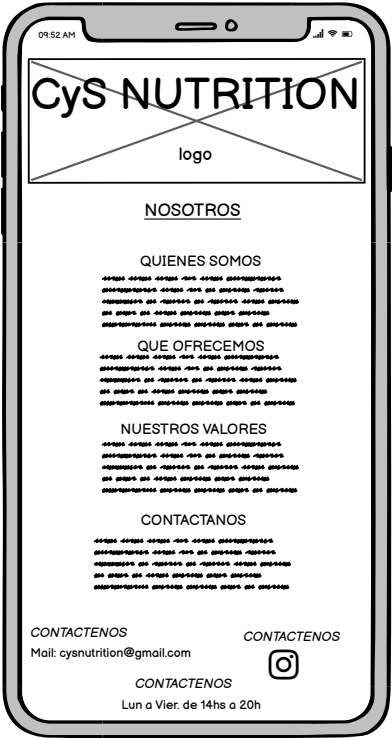 09:52 AM
CyS NUTRITION
logo
NOSOTROS
QUIENES SOMOS
QUE OFRECEMOS
NUESTROS VALORES
CONTACTANOS
CONTACTENOS
Mail: cysnutrition@gmail.com
CONTACTENOS
CONTACTENOS
Lun a Vier. de 14hs a 20h